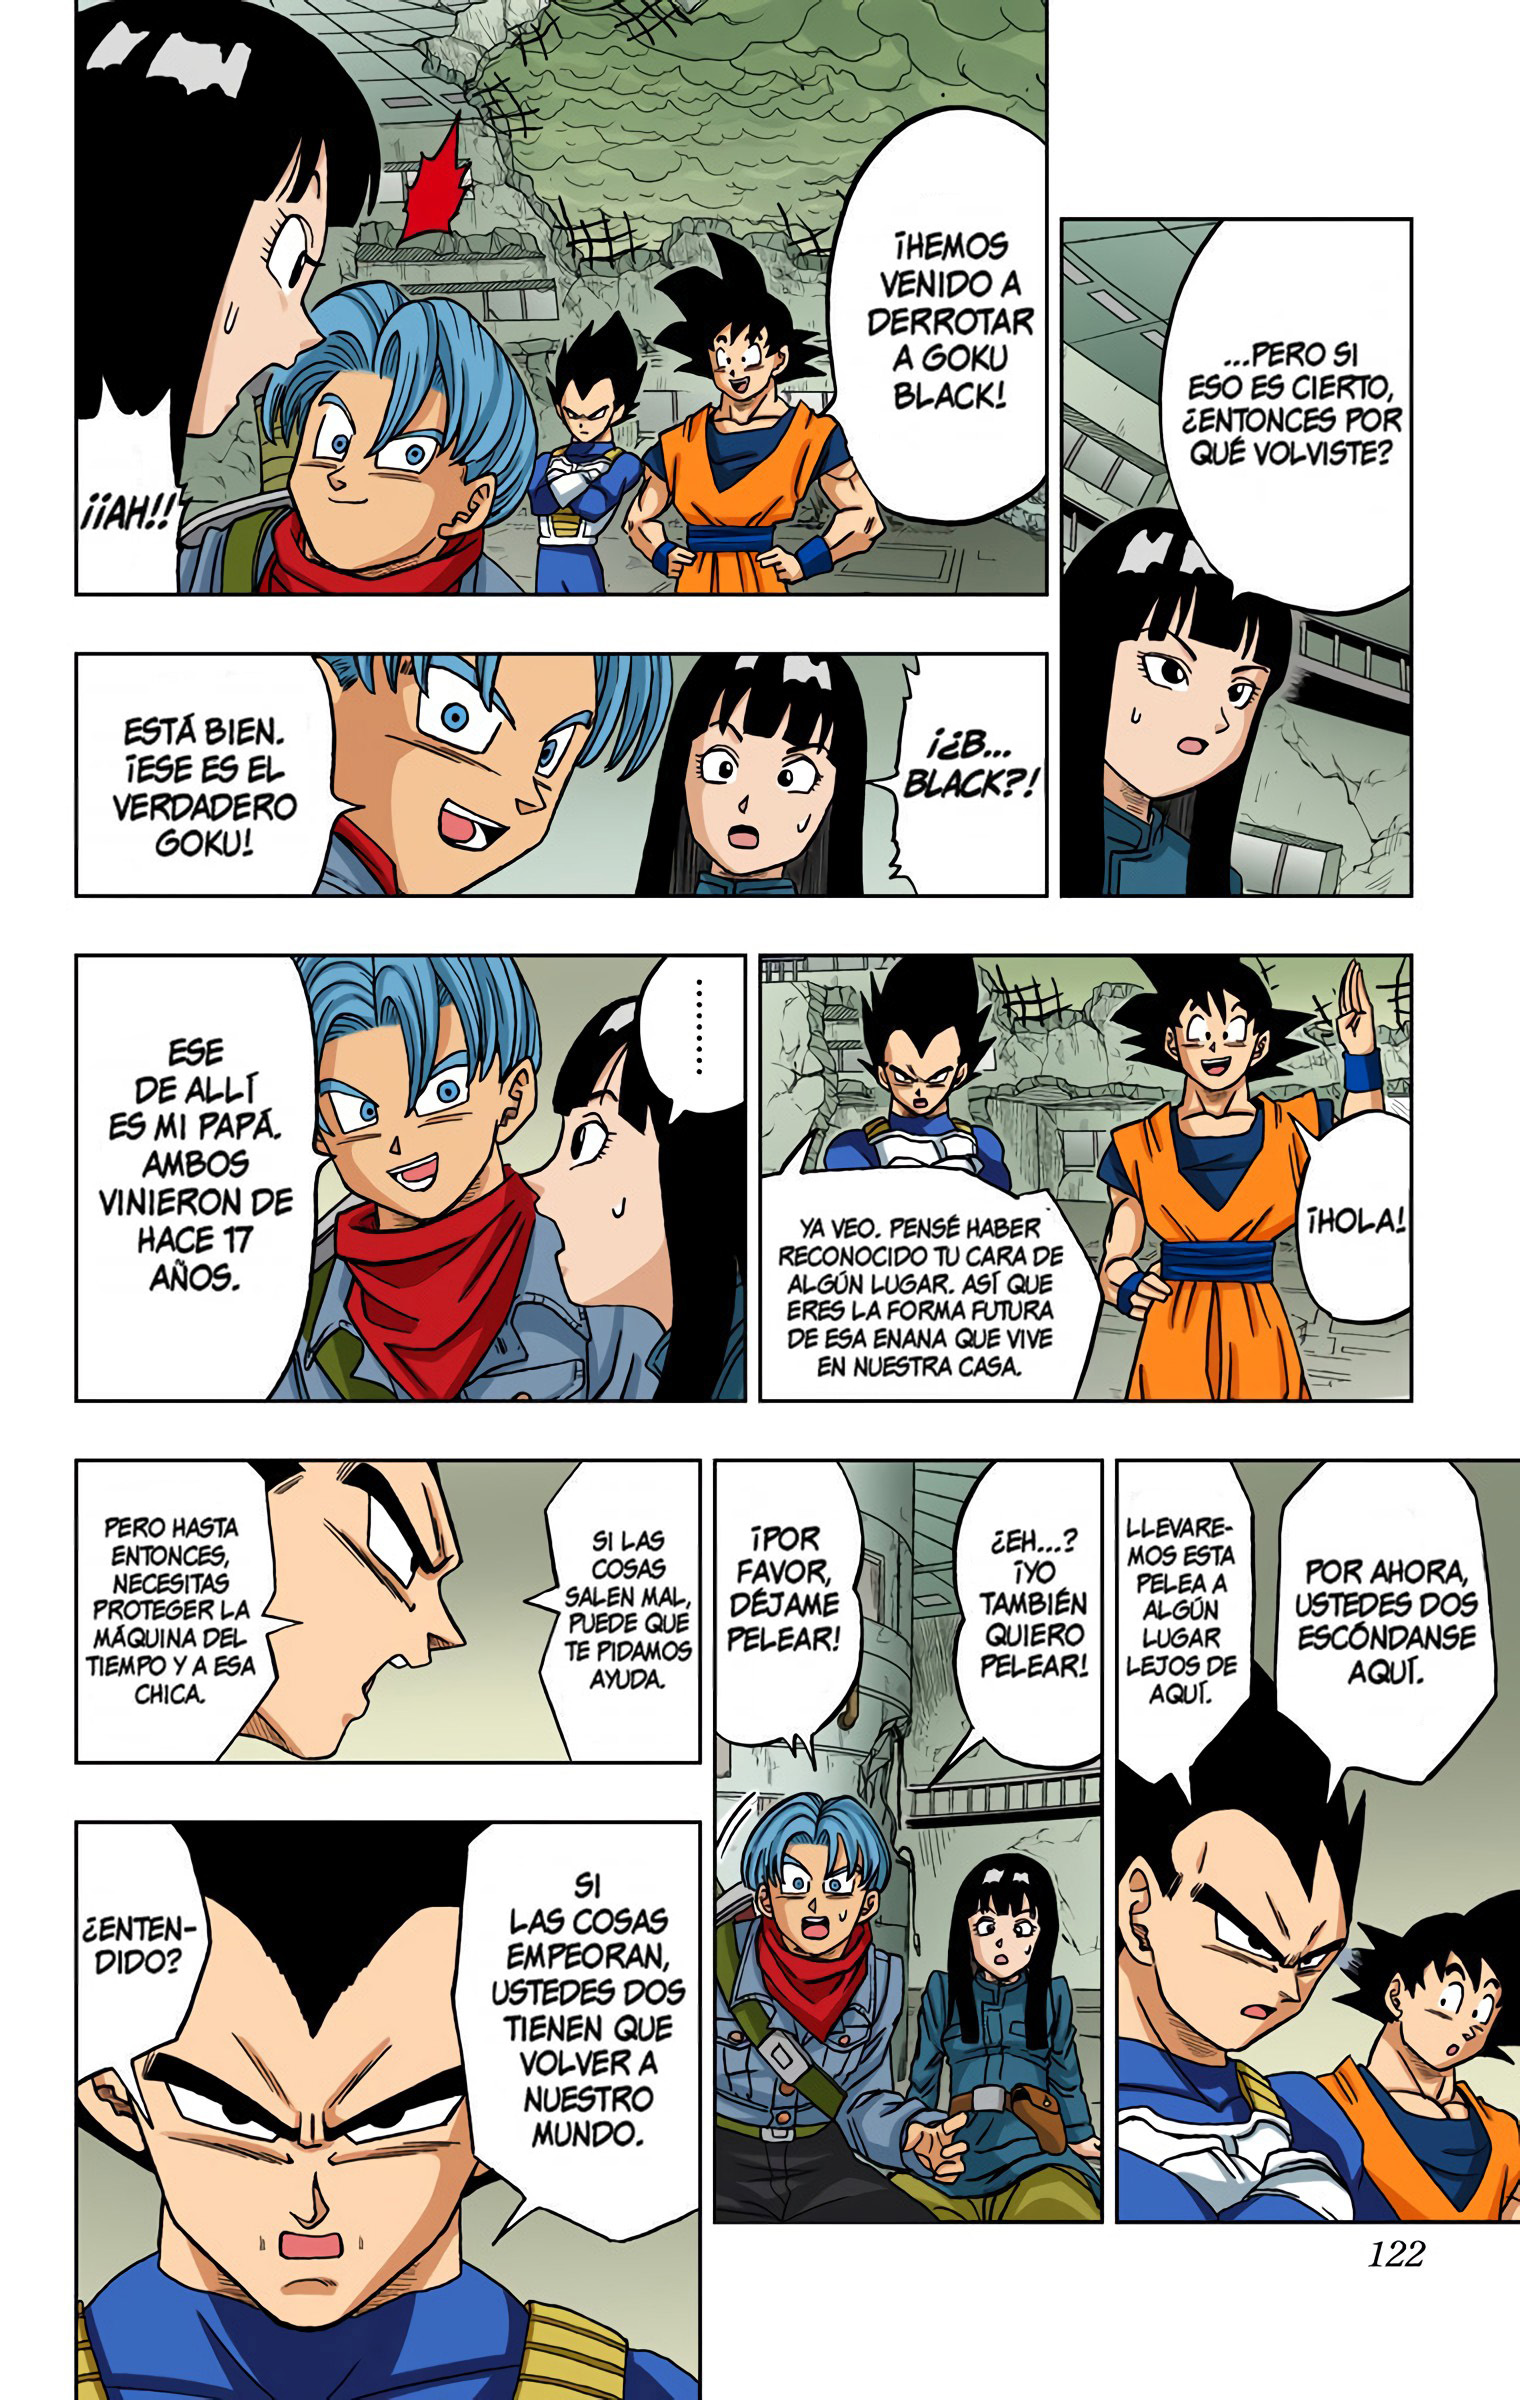 ...PERO SI
ESO ES CIERTO,
¿ENTONCES POR
QUÉ VOLVISTE?
¡HEMOS
VENIDO A
DERROTAR
A GOKU
BLACK!
¡¡AH!!
¡¿B...
BLACK?!
ESTÁ BIEN.
¡ESE ES EL
VERDADERO
GOKU!
¡HOLA!
YA VEO. PENSÉ HABER
RECONOCIDO TU CARA DE
ALGÚN LUGAR. ASÍ QUE
ERES LA FORMA FUTURA
DE ESA ENANA QUE VIVE
EN NUESTRA CASA.
........
ESE
DE ALLÍ
ES MI PAPÁ.
AMBOS
VINIERON DE
HACE 17
AÑOS.
POR AHORA,
USTEDES DOS
ESCÓNDANSE
AQUÍ.
LLEVARE-
MOS ESTA
PELEA A
ALGÚN
LUGAR
LEJOS DE
AQUÍ.
¿EH...?
¡YO
TAMBIÉN
QUIERO
PELEAR!
¡POR
FAVOR,
DÉJAME
PELEAR!
SI LAS
COSAS
SALEN MAL,
PUEDE QUE
TE PIDAMOS
AYUDA.
PERO HASTA
ENTONCES,
NECESITAS
PROTEGER LA
MÁQUINA DEL
TIEMPO Y A ESA
CHICA.
SI
LAS COSAS
EMPEORAN,
USTEDES DOS
TIENEN QUE
VOLVER A
NUESTRO
MUNDO.
¿ENTEN-
DIDO?
122